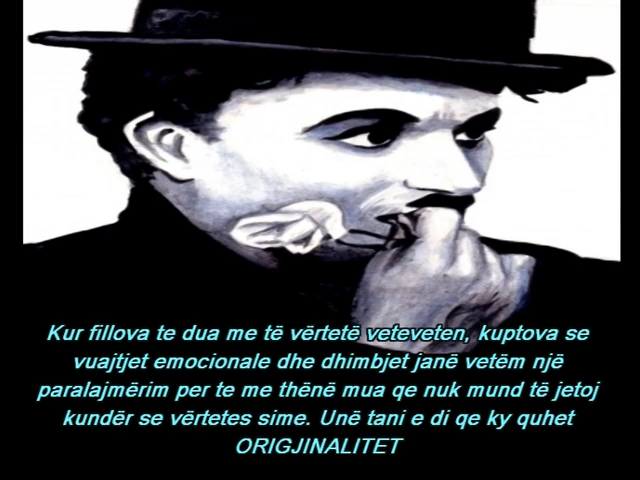 Kur fillova te dua me të vërtetë veteveten, kuptova se
vuajtjet emocionale dhe dhimbjet janë vetëm një
paralajmërim per te me thënë mua qe nuk mund të jetoj
kundër se vërtetes sime. Unë tani e di qe ky quhet
ORIGJINALITET